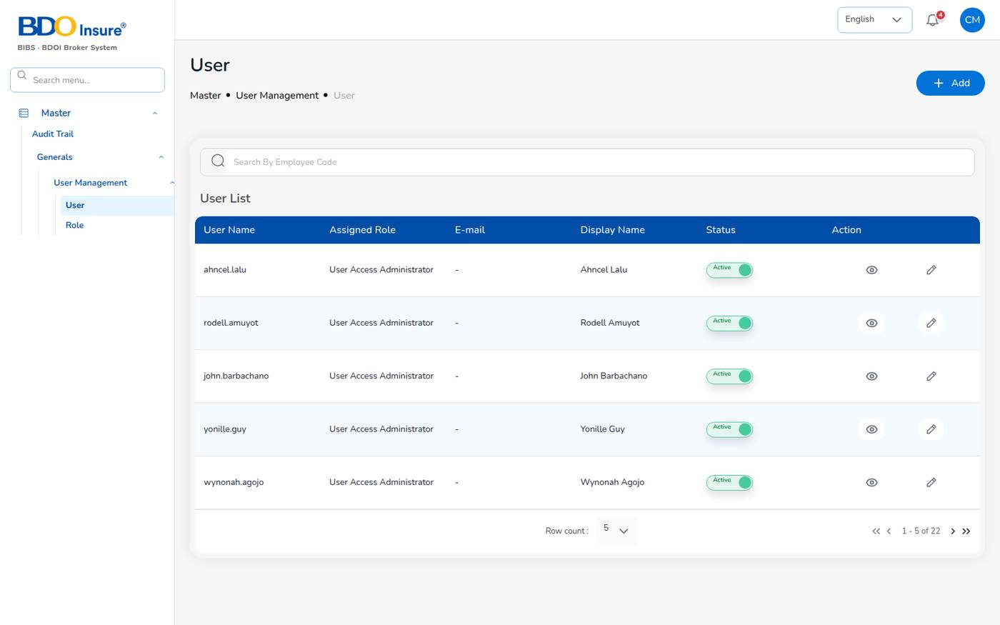 BDO Insure®
BIBS - BDOI Broker System
Search menu...
Master
Audit Trail
Generals
User Management
User
Role
English
4
CM
User
Master • User Management • User
Add
Search By Employee Code
User List
User Name Assigned Role E-mail Display Name Status Action
ahncel.lalu User Access Administrator - Ahncel Lalu Active
rodell.amuyot User Access Administrator - Rodell Amuyot Active
john.barbachano User Access Administrator - John Barbachano Active
yonille.guy User Access Administrator - Yonille Guy Active
wynonah.agojo User Access Administrator - Wynonah Agojo Active
Row count : 5 1 - 5 of 22